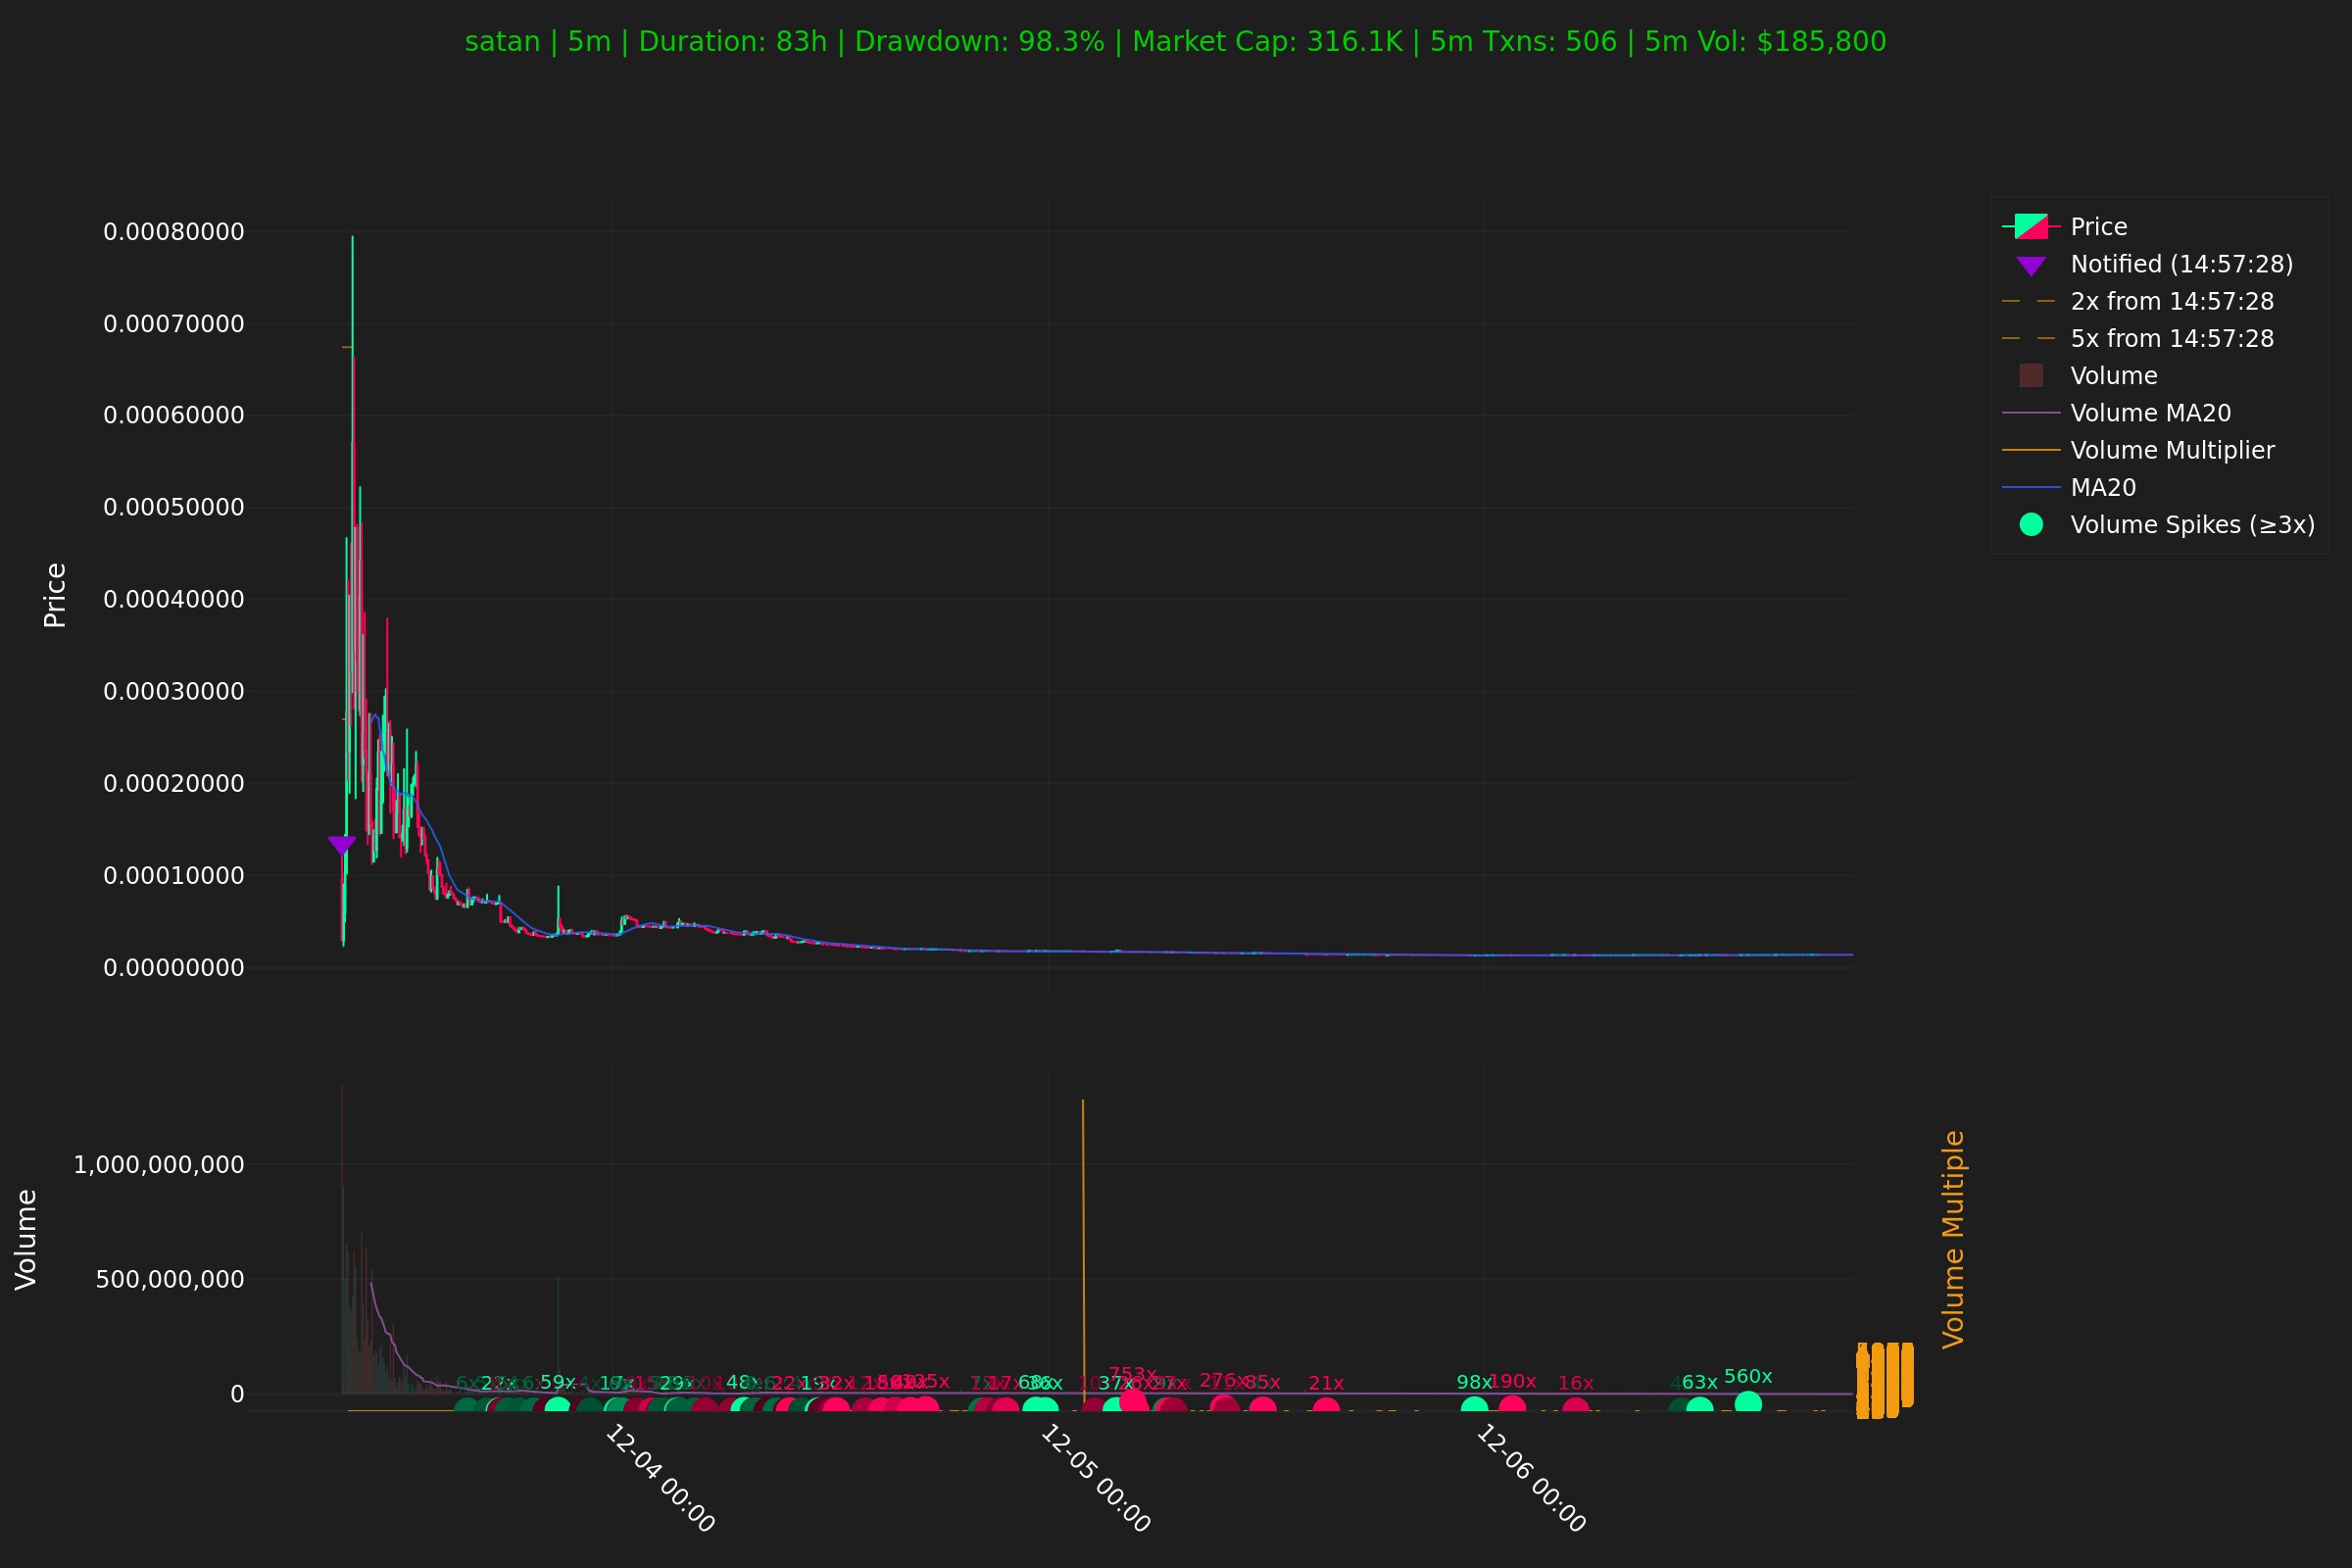 satan | 5m | Duration: 83h | Drawdown: 98.3% | Market Cap: 316.1K | 5m Txns: 506 | 5m Vol: $185,800
Price
0.00080000
0.00070000
0.00060000
0.00050000
0.00040000
0.00030000
0.00020000
0.00010000
0.00000000
Price
Notified (14:57:28)
2x from 14:57:28
5x from 14:57:28
Volume
Volume MA20
Volume Multiplier
MA20
Volume Spikes (≥3x)
Volume
1,000,000,000
500,000,000
0
59x
29x
48x
22x
37x
753x
276x
85x
21x
98x
190x
16x
63x
560x
Volume Multiple
12-04 00:00
12-05 00:00
12-06 00:00